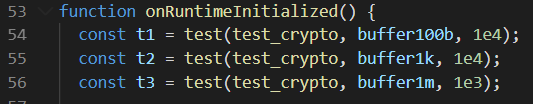 53 function onRuntimeInitialized() {
54 const t1 = test(test_crypto, buffer100b, 1e4);
55 const t2 = test(test_crypto, buffer1k, 1e4);
56 const t3 = test(test_crypto, buffer1m, 1e3);